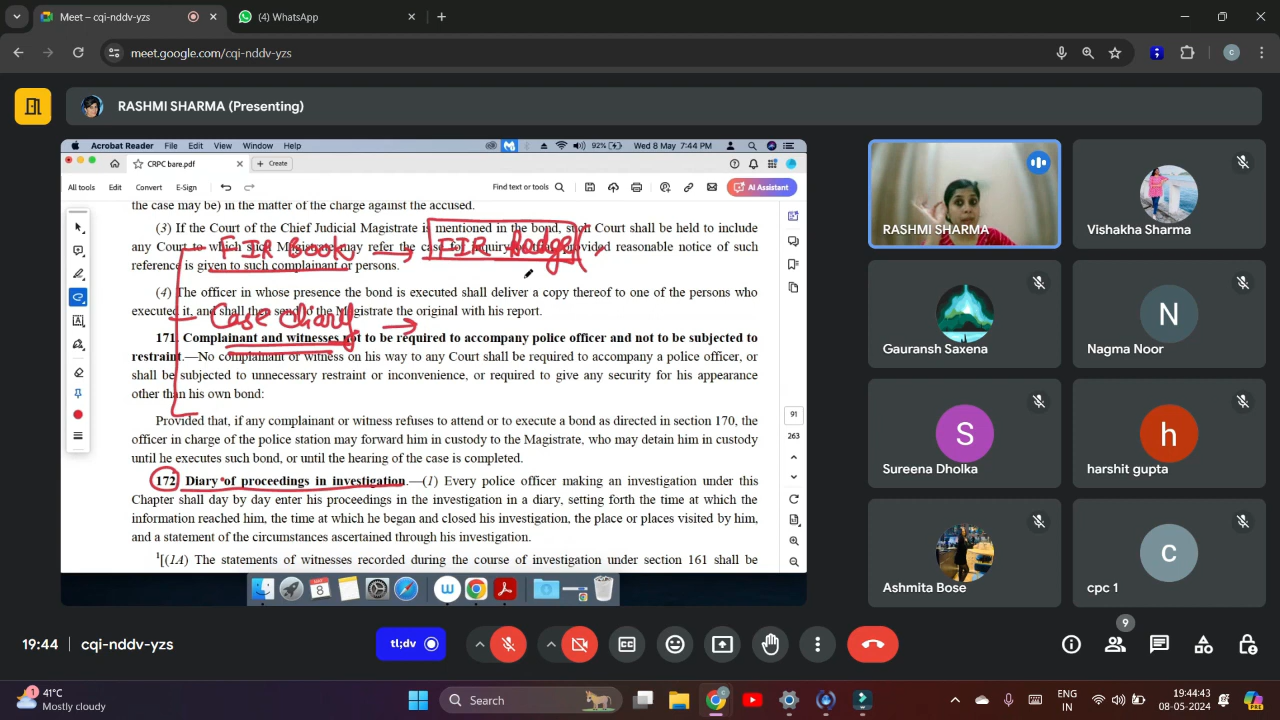 Meet – cqi-nddv-yzs
(4) WhatsApp
meet.google.com/cqi-nddv-yzs
c
RASHMI SHARMA (Presenting)
Acrobat Reader File Edit View Window Help
92% Wed 8 May 7:44 PM
CRPC bare.pdf
+ Create
All tools Edit Convert E-Sign
Find text or tools
AI Assistant
the case may be) in the matter of the charge against the accused.
(3) If the Court of the Chief Judicial Magistrate is mentioned in the bond, such Court shall be held to include
any Court to which such Magistrate may refer the case for inquiry provided reasonable notice of such
FIR Book → FIR
reference is given to such complainant or persons.
(4) The officer in whose presence the bond is executed shall deliver a copy thereof to one of the persons who
executed it, and shall then send to the Magistrate the original with his report.
Case diary →
171. Complainant and witnesses not to be required to accompany police officer and not to be subjected to
restraint.—No complainant or witness on his way to any Court shall be required to accompany a police officer, or
shall be subjected to unnecessary restraint or inconvenience, or required to give any security for his appearance
other than his own bond:
Provided that, if any complainant or witness refuses to attend or to execute a bond as directed in section 170, the
officer in charge of the police station may forward him in custody to the Magistrate, who may detain him in custody
until he executes such bond, or until the hearing of the case is completed.
172. Diary of proceedings in investigation.—(1) Every police officer making an investigation under this
Chapter shall day by day enter his proceedings in the investigation in a diary, setting forth the time at which the
information reached him, the time at which he began and closed his investigation, the place or places visited by him,
and a statement of the circumstances ascertained through his investigation.
1[(1A) The statements of witnesses recorded during the course of investigation under section 161 shall be
91
263
RASHMI SHARMA
Vishakha Sharma
Gauransh Saxena
N
Nagma Noor
S
Sureena Dholka
h
harshit gupta
Ashmita Bose
c
cpc 1
19:44 cqi-nddv-yzs
tl;dv
9
1
41°C
Mostly cloudy
Search
ENG
IN
19:44:43
08-05-2024